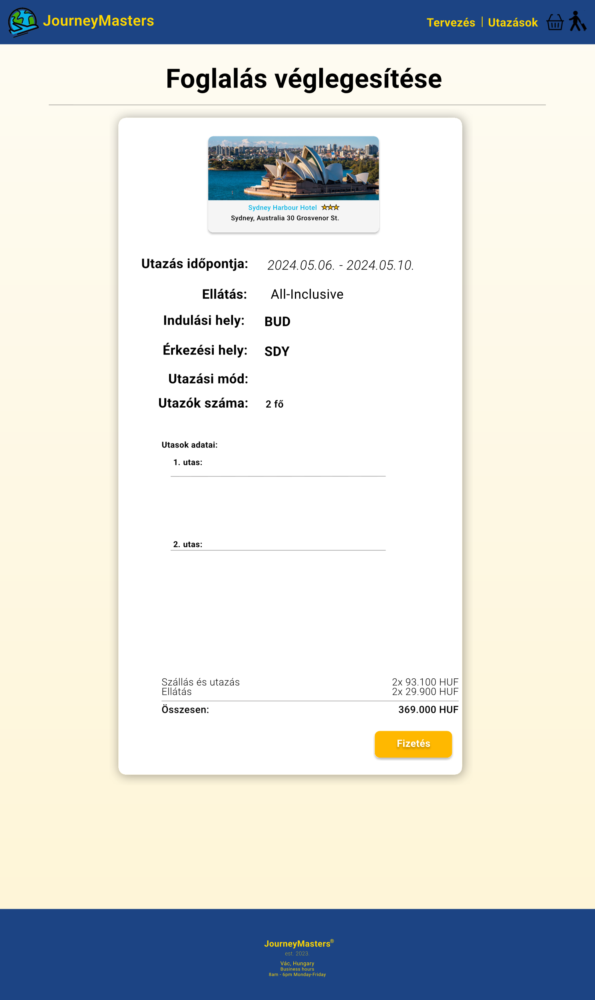 JourneyMasters
Tervezés | Utazások
Foglalás véglegesítése
Sydney Harbour Hotel
Sydney, Australia 30 Grosvenor St.
Utazás időpontja: 2024.05.06. - 2024.05.10.
Ellátás: All-Inclusive
Indulási hely: BUD
Érkezési hely: SDY
Utazási mód:
Utazók száma: 2 fő
Utasok adatai:
1. utas:
2. utas:
Szállás és utazás 2x 93.100 HUF
Ellátás 2x 29.900 HUF
Összesen: 369.000 HUF
Fizetés
JourneyMasters®
est. 2023.
Vác, Hungary
Business hours
8am - 6pm Monday-Friday